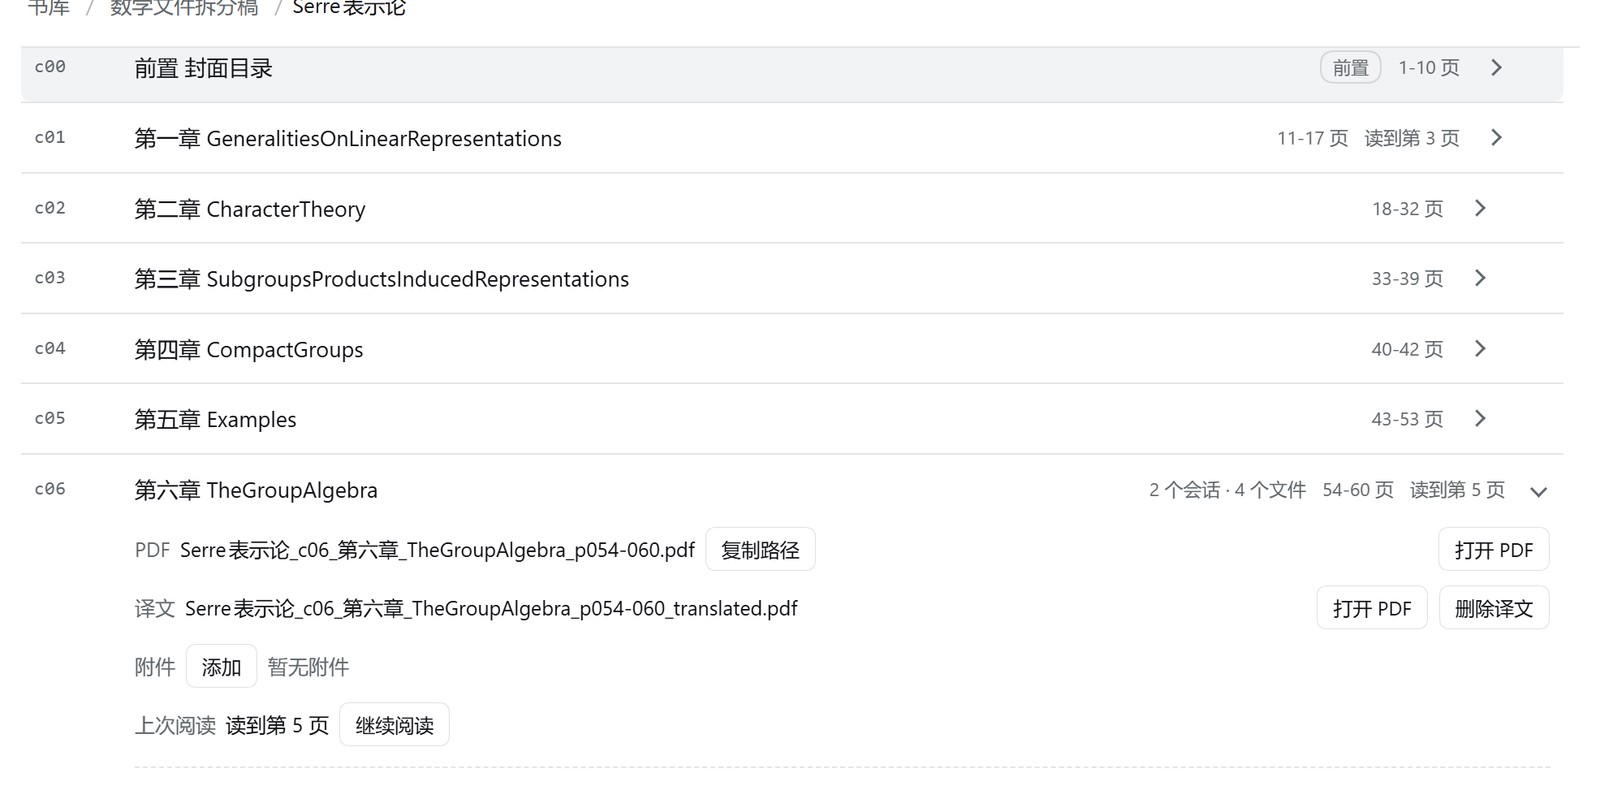 书库 / 数学文件拆分稿 / Serre表示论
c00 前置 封面目录 前置 1-10 页
c01 第一章 GeneralitiesOnLinearRepresentations 11-17 页 读到第 3 页
c02 第二章 CharacterTheory 18-32 页
c03 第三章 SubgroupsProductsInducedRepresentations 33-39 页
c04 第四章 CompactGroups 40-42 页
c05 第五章 Examples 43-53 页
c06 第六章 TheGroupAlgebra 2 个会话 · 4 个文件 54-60 页 读到第 5 页
PDF Serre表示论_c06_第六章_TheGroupAlgebra_p054-060.pdf 复制路径 打开 PDF
译文 Serre表示论_c06_第六章_TheGroupAlgebra_p054-060_translated.pdf 打开 PDF 删除译文
附件 添加 暂无附件
上次阅读 读到第 5 页 继续阅读